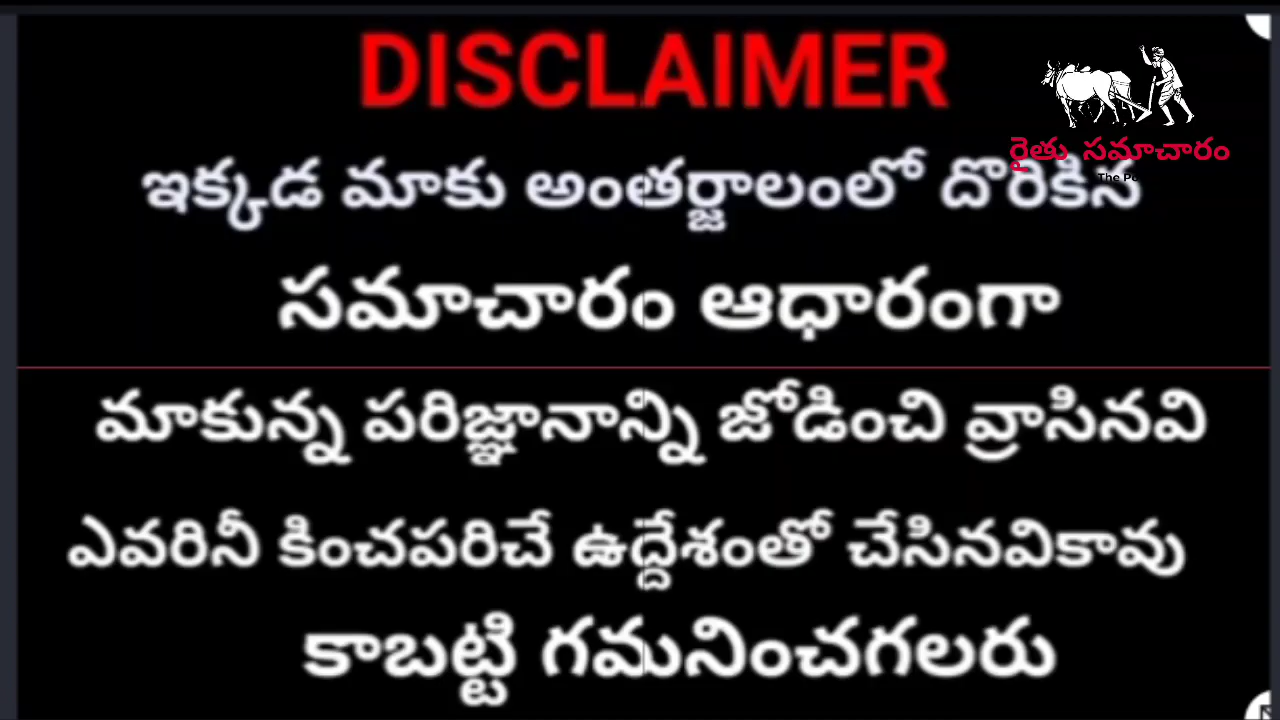 DISCLAIMER
రైతు సమాచారం
ఇక్కడ మాకు అంతర్జాలంలో దొరికిన
సమాచారం ఆధారంగా
మాకున్న పరిజ్ఞానాన్ని జోడించి వ్రాసినవి
ఎవరినీ కించపరిచే ఉద్దేశంతో చేసినవికావు
కాబట్టి గమనించగలరు